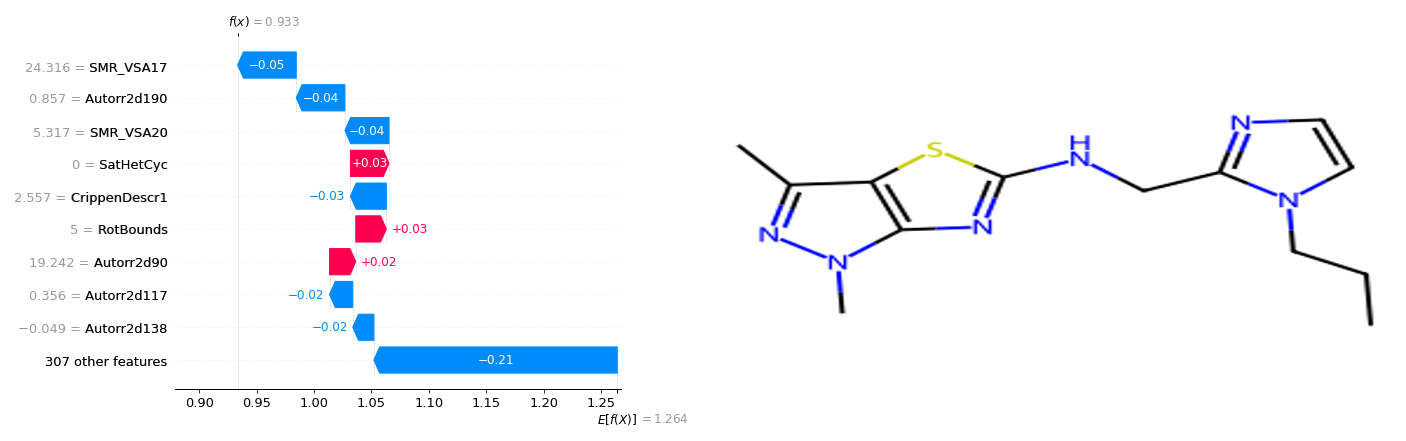 f(x) = 0.933
24.316 = SMR_VSA17
−0.05
0.857 = Autorr2d190
−0.04
5.317 = SMR_VSA20
−0.04
0 = SatHetCyc
+0.03
2.557 = CrippenDescr1
−0.03
5 = RotBounds
+0.03
19.242 = Autorr2d90
+0.02
0.356 = Autorr2d117
−0.02
−0.049 = Autorr2d138
−0.02
307 other features
−0.21
0.90 0.95 1.00 1.05 1.10 1.15 1.20 1.25
E[f(X)] = 1.264
N
H
S
N
N
N
N
N